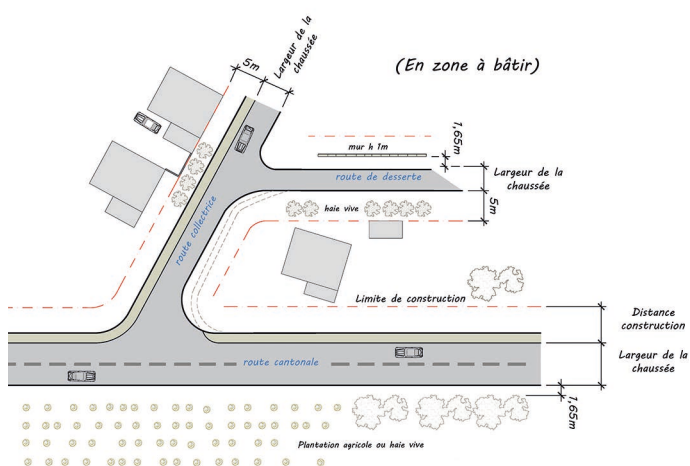 5m
Largeur de la
chaussée
(En zone à bâtir)
1,65m
mur h 1m
route de desserte
Largeur de la
chaussée
5m
haie vive
route collectrice
Limite de construction
Distance
construction
Largeur de la
chaussée
route cantonale
1,65m
Plantation agricole ou haie vive